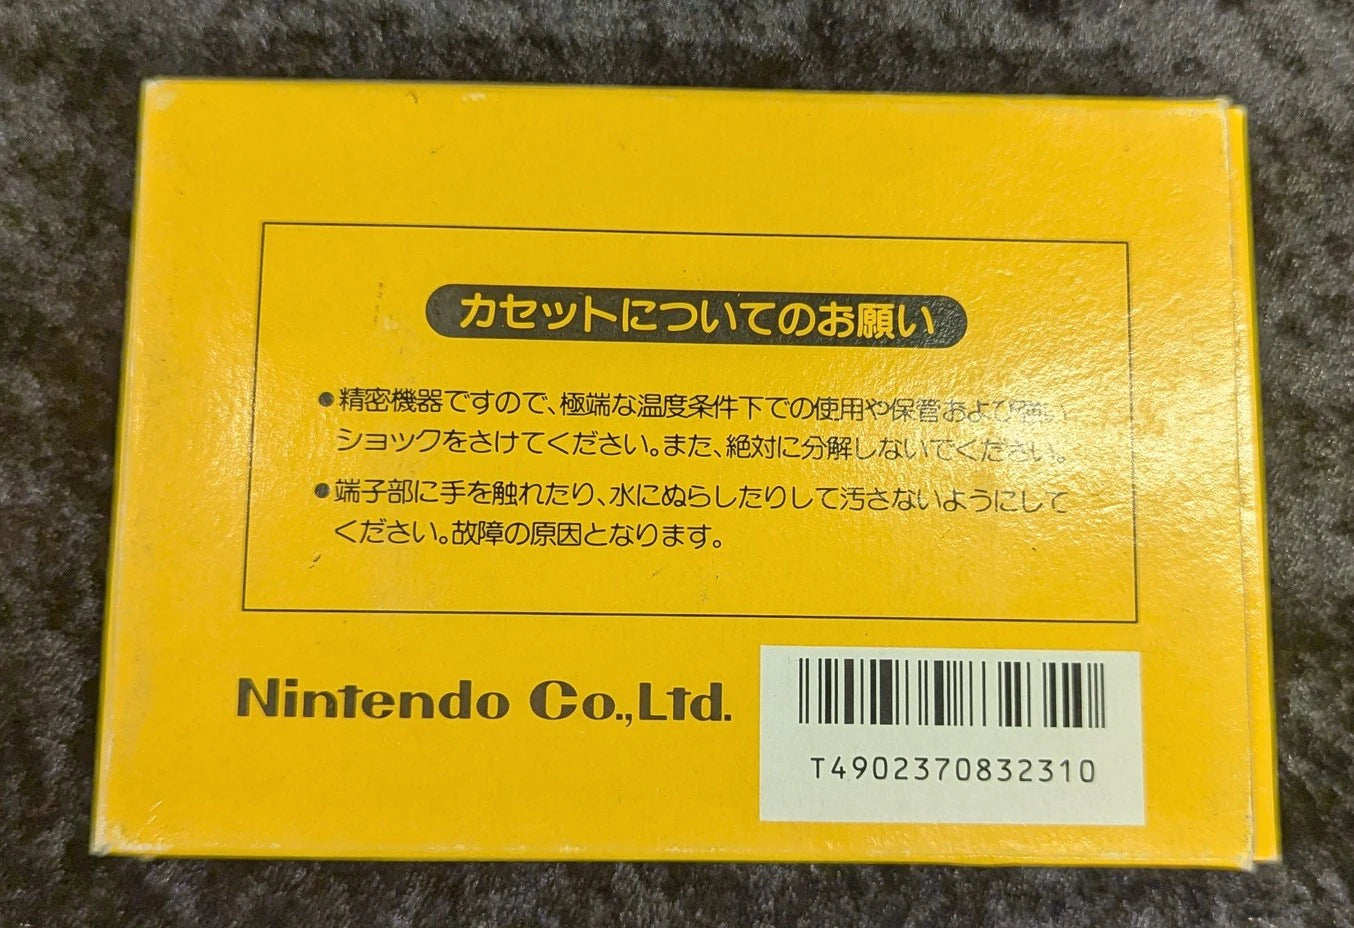 カセットについてのお願い
●精密機器ですので、極端な温度条件下での使用や保管および強い
ショックをさけてください。また、絶対に分解しないでください。
●端子部に手を触れたり、水にぬらしたりして汚さないようにして
ください。故障の原因となります。
Nintendo Co.,Ltd.
T4902370832310